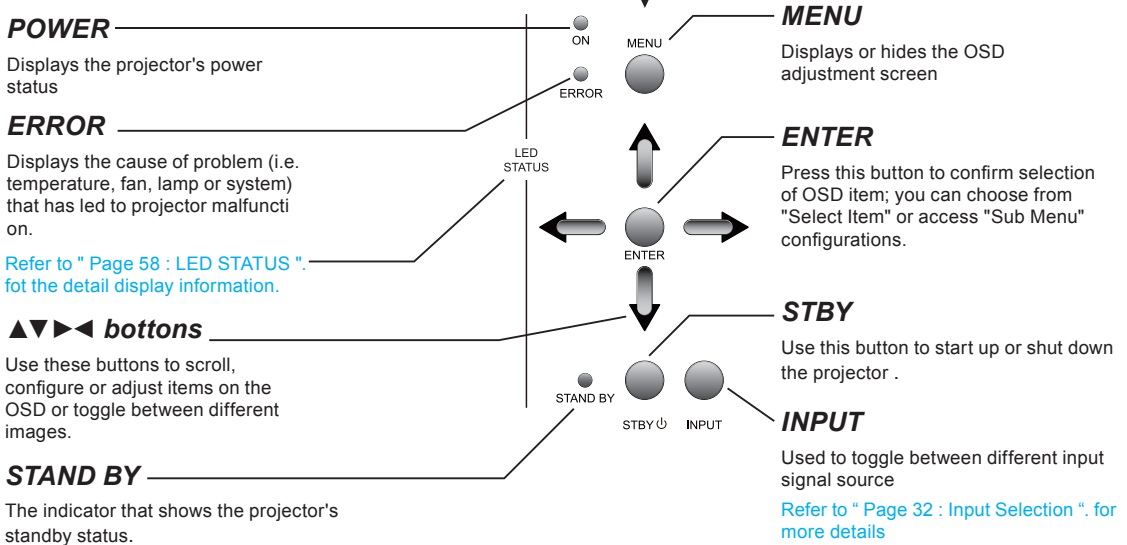 POWER
Displays the projector's power
status
ERROR
Displays the cause of problem (i.e.
temperature, fan, lamp or system)
that has led to projector malfuncti
on.
Refer to " Page 58 : LED STATUS ".
fot the detail display information.
▲▼►◄ bottons
Use these buttons to scroll,
configure or adjust items on the
OSD or toggle between different
images.
STAND BY
The indicator that shows the projector's
standby status.
ON
MENU
ERROR
LED
STATUS
ENTER
STAND BY
STBY⏻ INPUT
MENU
Displays or hides the OSD
adjustment screen
ENTER
Press this button to confirm selection
of OSD item; you can choose from
"Select Item" or access "Sub Menu"
configurations.
STBY
Use this button to start up or shut down
the projector .
INPUT
Used to toggle between different input
signal source
Refer to “ Page 32 : Input Selection “. for
more details